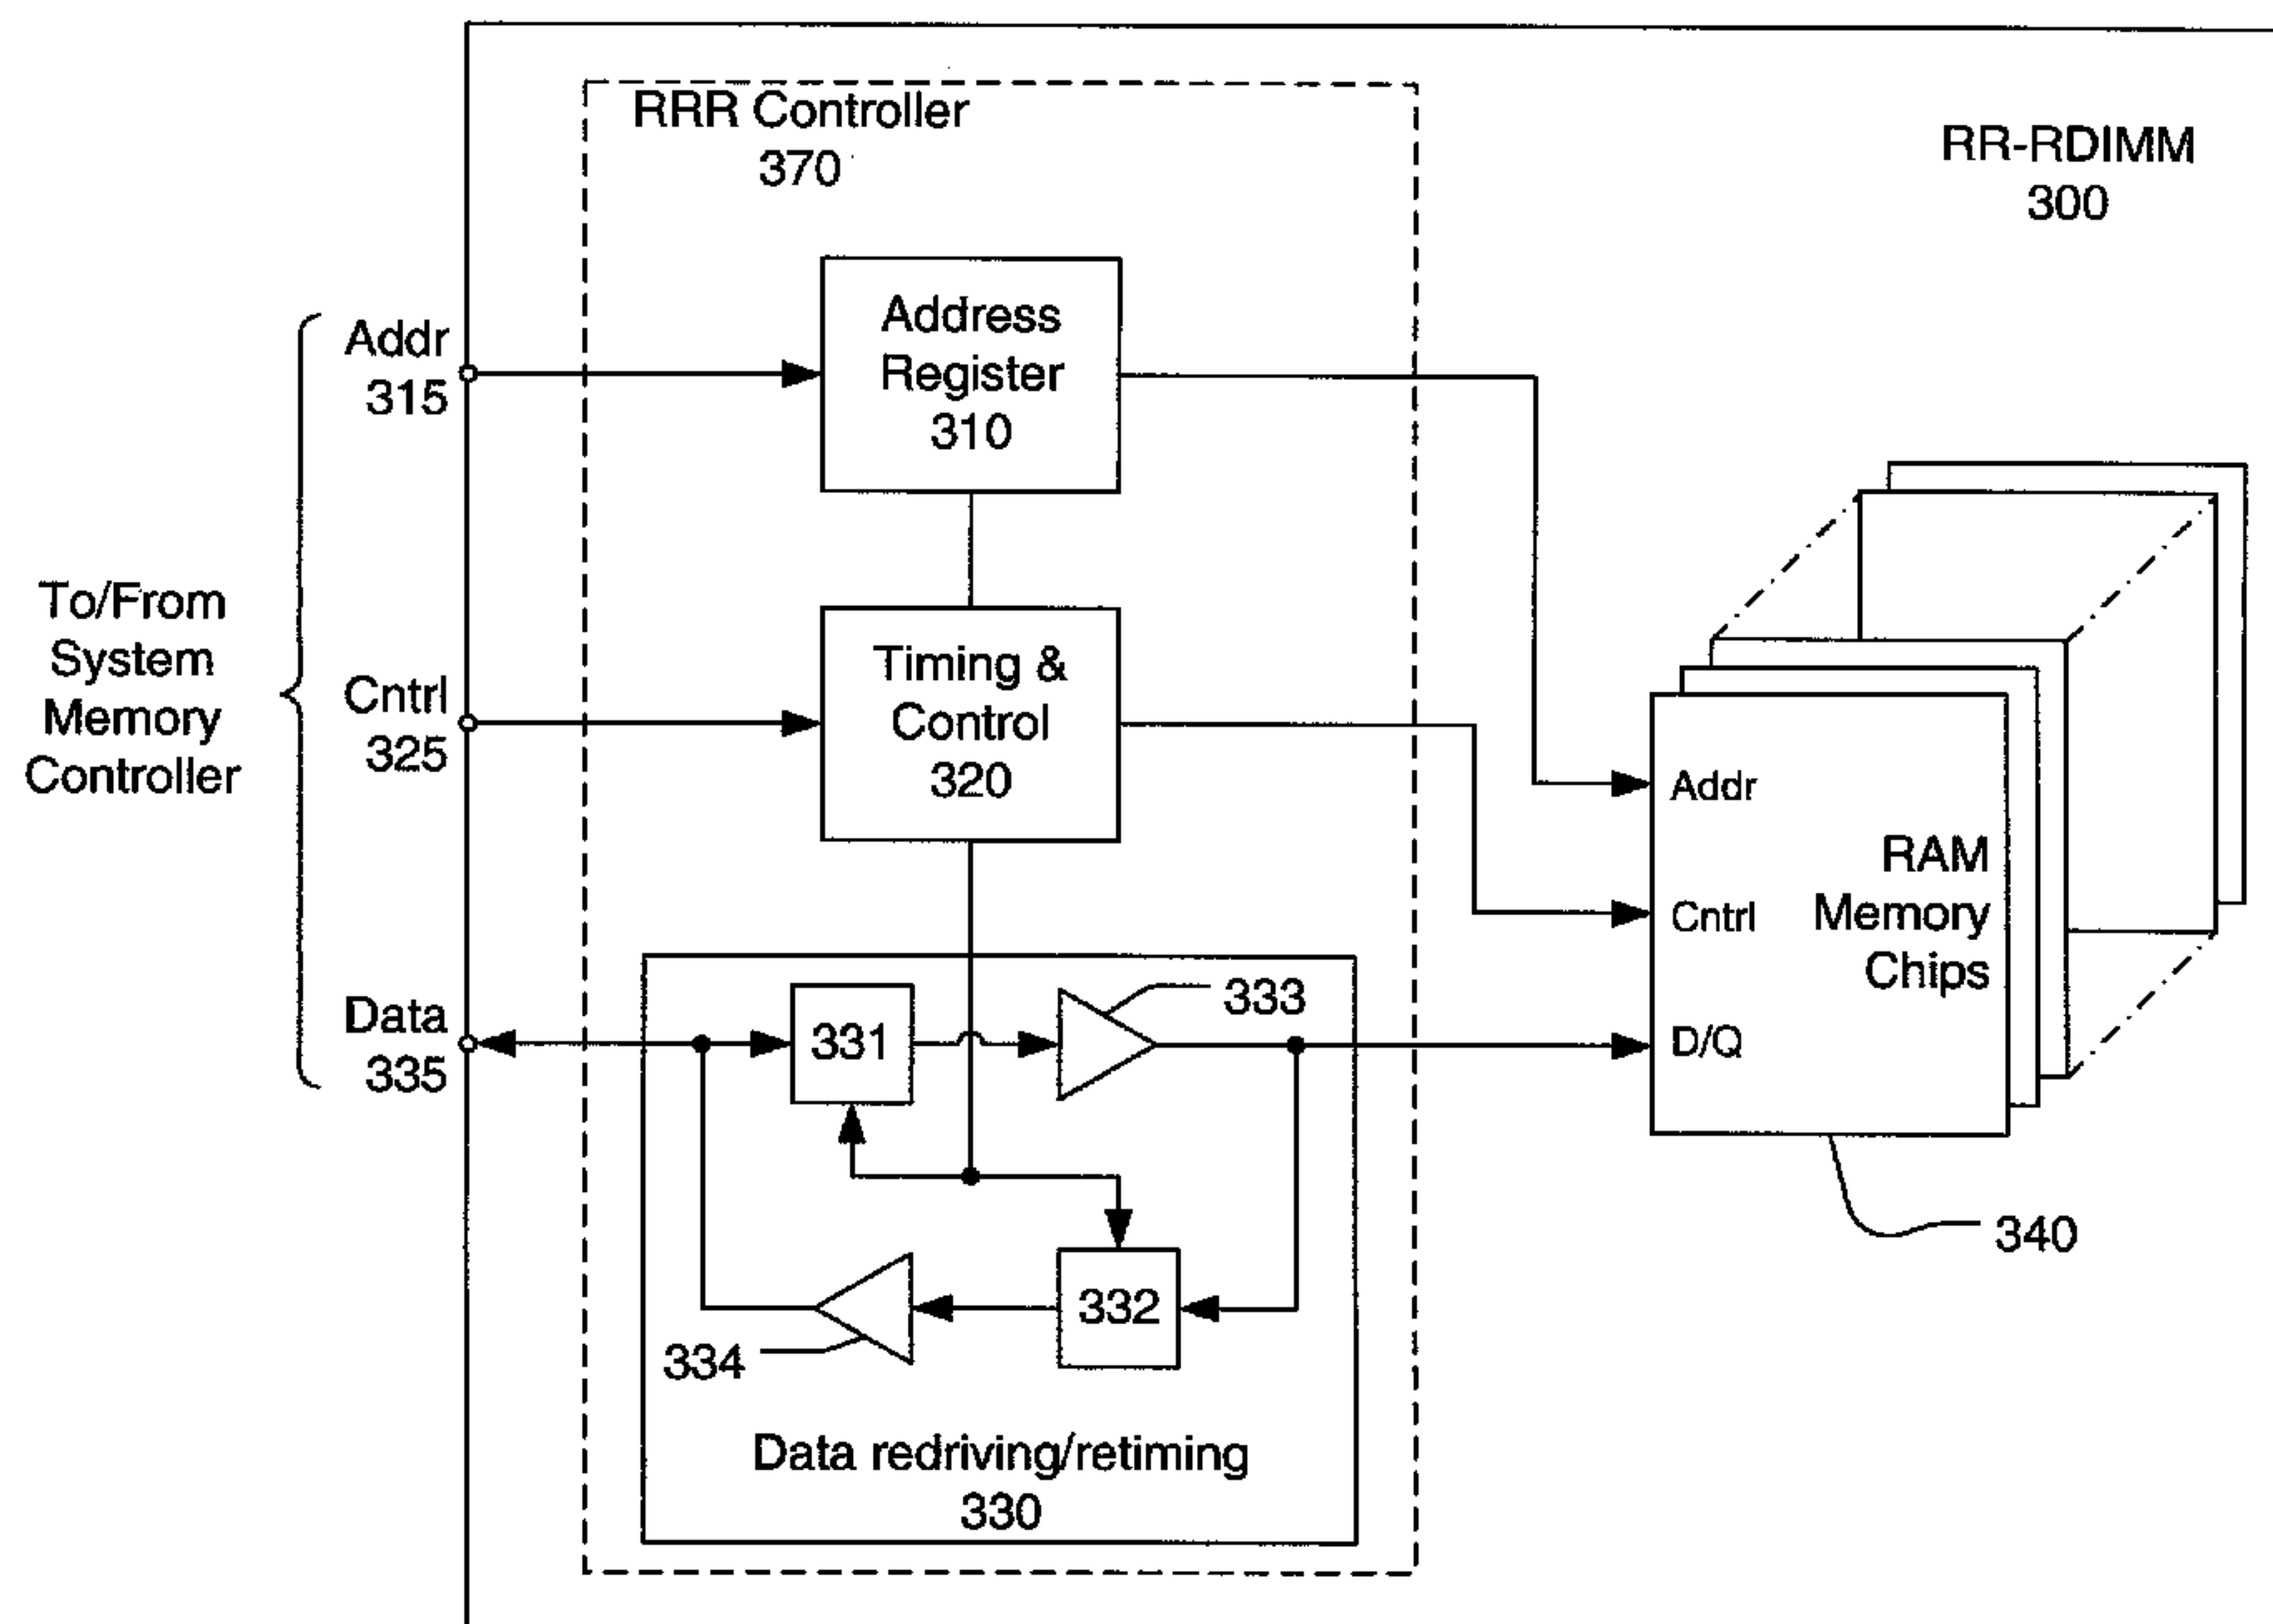 RRR Controller
370
RR-RDIMM
300
Address
Register
310
Addr
315
To/From
System
Memory
Controller
Timing &
Control
320
Cntrl
325
Addr
RAM
Memory
Chips
Cntrl
D/Q
Data
335
331
333
332
334
340
Data redriving/retiming
330